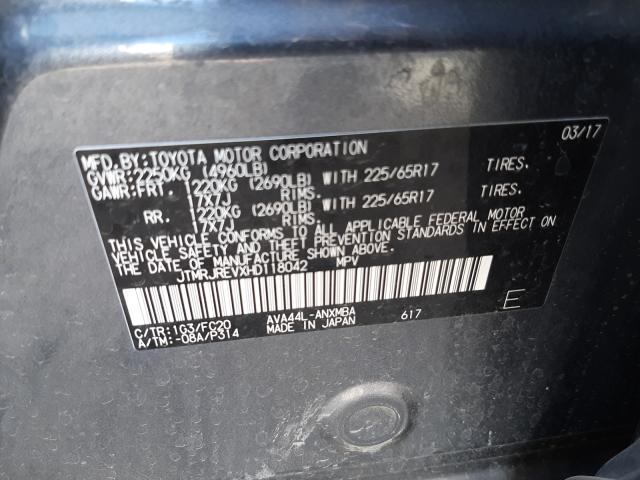 MFD.BY:TOYOTA MOTOR CORPORATION 03/17
GVWR:2250KG (4960LB)
GAWR:FRT. 1220KG (2690LB) WITH 225/65R17 TIRES.
17X7J RIMS.
RR. 1220KG (2690LB) WITH 225/65R17 TIRES.
17X7J RIMS.
THIS VEHICLE CONFORMS TO ALL APPLICABLE FEDERAL MOTOR
VEHICLE SAFETY AND THEFT PREVENTION STANDARDS IN EFFECT ON
THE DATE OF MANUFACTURE.
JTMRJREVXHD118042 MPV
C/TR:1G3/FC20 AVA44L-ANXMBA 617
A/TM:-08A/P314 MADE IN JAPAN
E